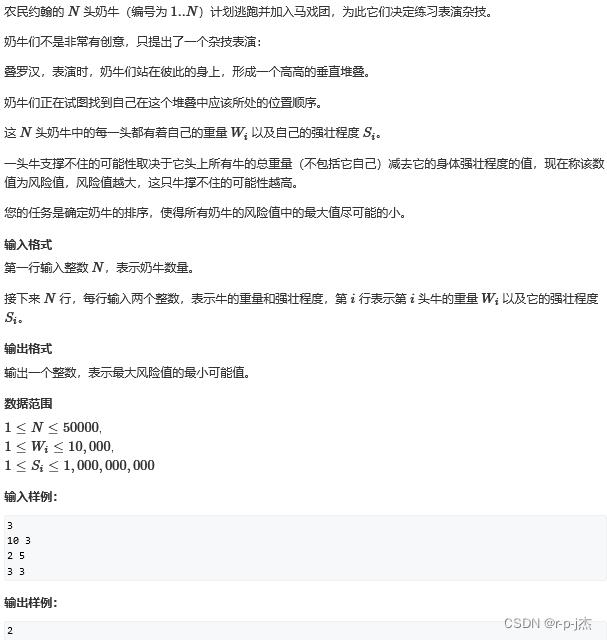 农民约翰的 N 头奶牛（编号为 1..N）计划逃跑并加入马戏团，为此它们决定练习表演杂技。
奶牛们不是非常有创意，只提出了一个杂技表演：
叠罗汉，表演时，奶牛们站在彼此的身上，形成一个高高的垂直堆叠。
奶牛们正在试图找到自己在这个堆叠中应该所处的位置顺序。
这 N 头奶牛中的每一头都有着自己的重量 Wi 以及自己的强壮程度 Si。
一头牛支撑不住的可能性取决于它头上所有牛的总重量（不包括它自己）减去它的身体强壮程度的值，现在称该数
值为风险值，风险值越大，这只牛撑不住的可能性越高。
您的任务是确定奶牛的排序，使得所有奶牛的风险值中的最大值尽可能的小。
输入格式
第一行输入整数 N，表示奶牛数量。
接下来 N 行，每行输入两个整数，表示牛的重量和强壮程度，第 i 行表示第 i 头牛的重量 Wi 以及它的强壮程度
Si。
输出格式
输出一个整数，表示最大风险值的最小可能值。
数据范围
1 ≤ N ≤ 50000,
1 ≤ Wi ≤ 10,000,
1 ≤ Si ≤ 1,000,000,000
输入样例：
3
10 3
2 5
3 3
输出样例：
2
CSDN @r-p-j杰